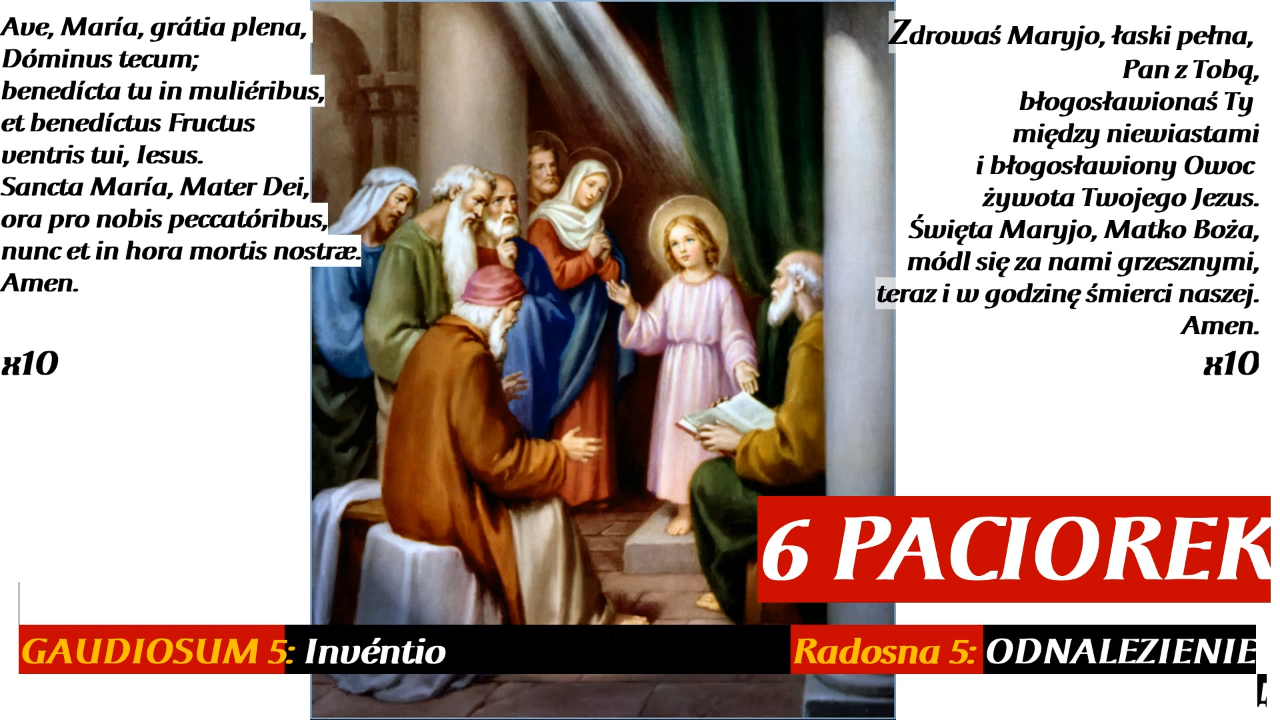 Ave, María, grátia plena,
Dóminus tecum;
benedícta tu in muliéribus,
et benedíctus Fructus
ventris tui, Iesus.
Sancta María, Mater Dei,
ora pro nobis peccatóribus,
nunc et in hora mortis nostræ.
Amen.
x10
Zdrowaś Maryjo, łaski pełna,
Pan z Tobą,
błogosławionaś Ty
między niewiastami
i błogosławiony Owoc
żywota Twojego Jezus.
Święta Maryjo, Matko Boża,
módl się za nami grzesznymi,
teraz i w godzinę śmierci naszej.
Amen.
x10
6 PACIOREK
GAUDIOSUM 5: Invéntio
Radosna 5: ODNALEZIENIE